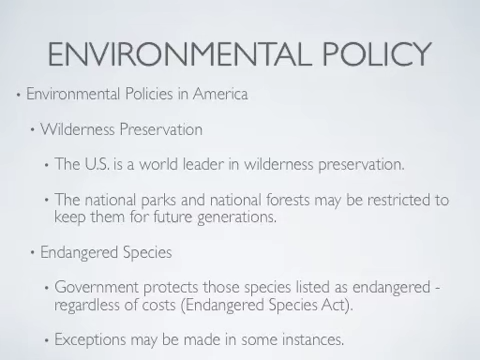 ENVIRONMENTAL POLICY
• Environmental Policies in America
• Wilderness Preservation
• The U.S. is a world leader in wilderness preservation.
• The national parks and national forests may be restricted to
keep them for future generations.
• Endangered Species
• Government protects those species listed as endangered -
regardless of costs (Endangered Species Act).
• Exceptions may be made in some instances.